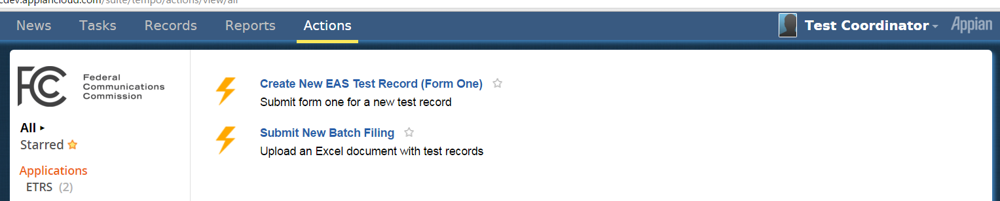 cdev.appiancloud.com/suite/tempo/actions/view/all
News Tasks Records Reports Actions Test Coordinator Appian
FCC Federal
Communications
Commission
All
Starred
Applications
ETRS (2)
Create New EAS Test Record (Form One)
Submit form one for a new test record
Submit New Batch Filing
Upload an Excel document with test records